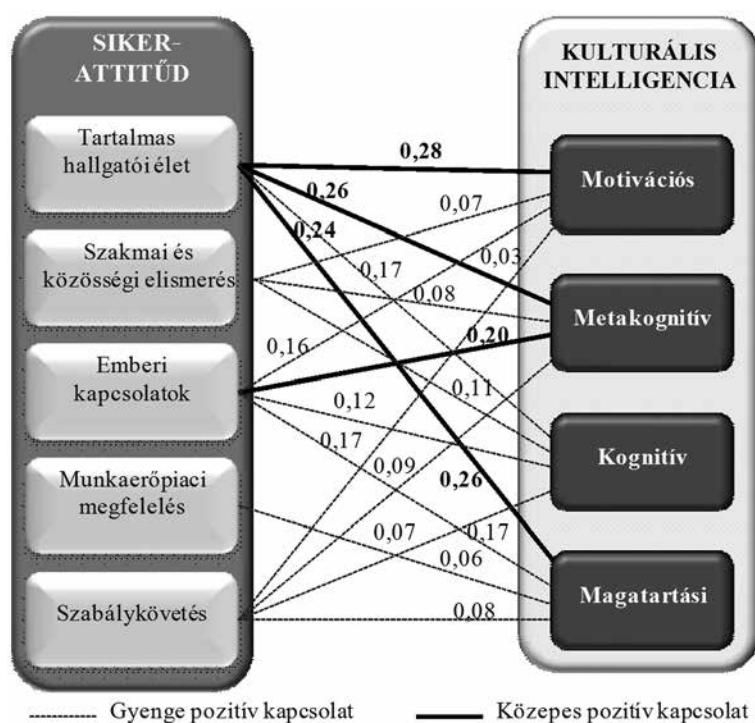 SIKER-
ATTITŰD
Tartalmas
hallgatói élet
Szakmai és
közösségi elismerés
Emberi
kapcsolatok
Munkaerőpiaci
megfelelés
Szabálykövetés
0,28
0,26
0,07
0,24
0,03
0,17
0,08
0,20
0,16
0,11
0,12
0,17
0,09
0,26
0,07
0,17
0,06
0,08
KULTURÁLIS
INTELLIGENCIA
Motivációs
Metakognitív
Kognitív
Magatartási
Gyenge pozitív kapcsolat
Közepes pozitív kapcsolat